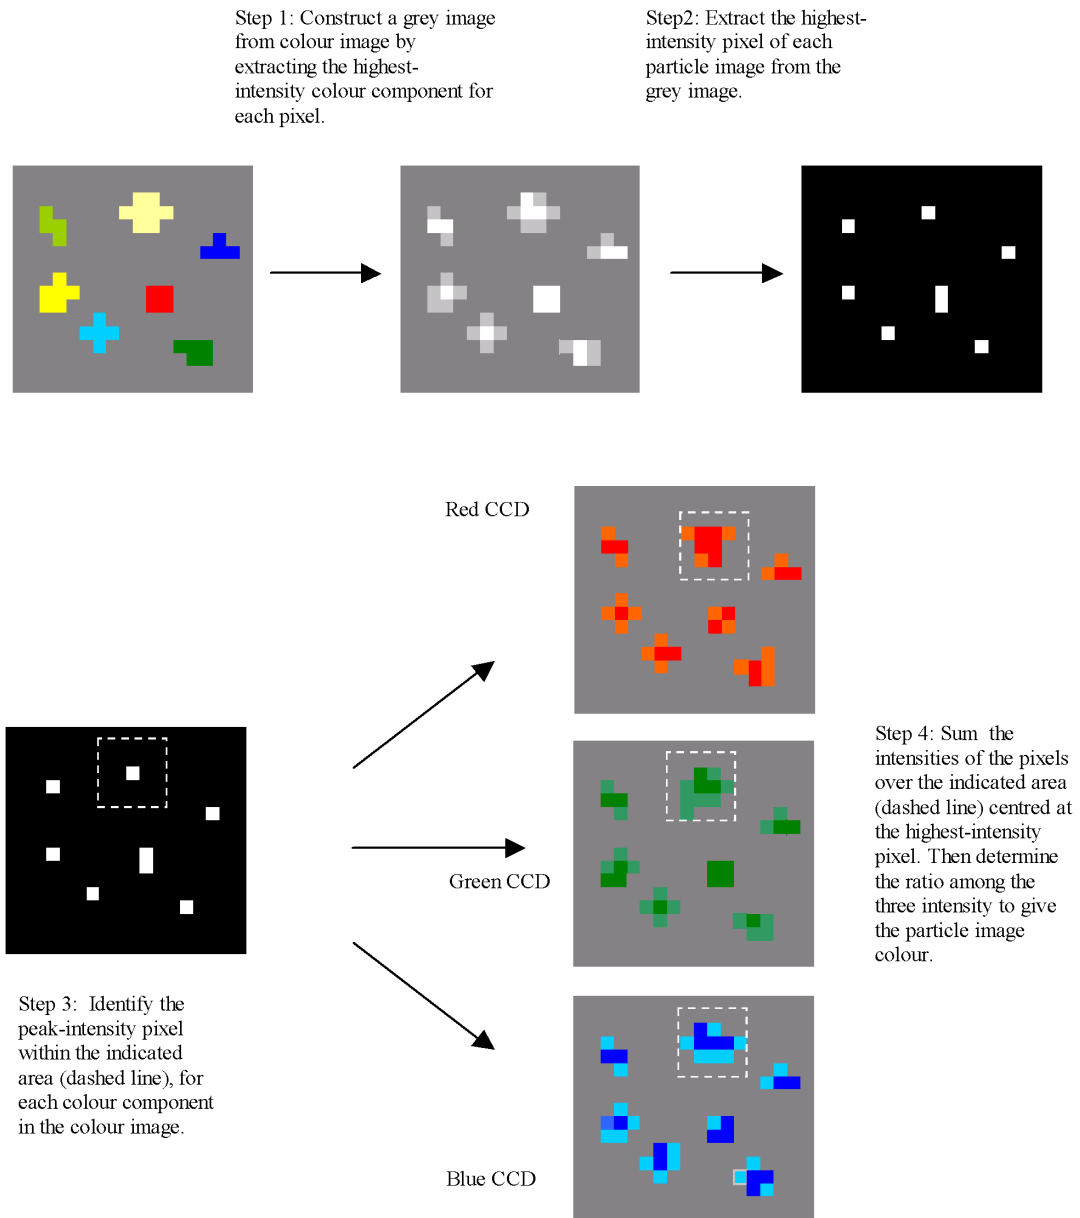 Step 1: Construct a grey image
from colour image by
extracting the highest-
intensity colour component for
each pixel.
Step2: Extract the highest-
intensity pixel of each
particle image from the
grey image.
Red CCD
Green CCD
Blue CCD
Step 3:  Identify the
peak-intensity pixel
within the indicated
area (dashed line), for
each colour component
in the colour image.
Step 4: Sum  the
intensities of the pixels
over the indicated area
(dashed line) centred at
the highest-intensity
pixel. Then determine
the ratio among the
three intensity to give
the particle image
colour.